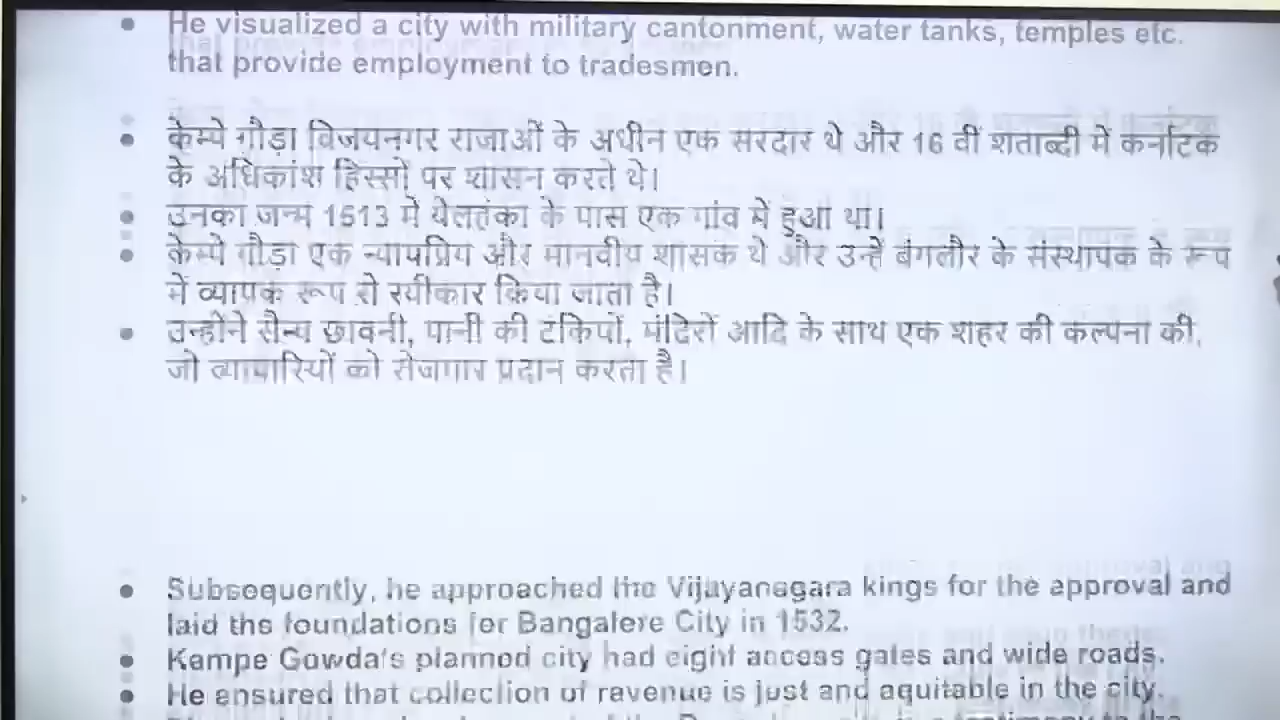 He visualized a city with military cantonment, water tanks, temples etc.
that provide employment to tradesmen.
केम्पे गौड़ा विजयनगर राजाओं के अधीन एक सरदार थे और 16 वीं शताब्दी में कर्नाटक
के अधिकांश हिस्सों पर शासन करते थे।
उनका जन्म 1513 में येलहंका के पास एक गांव में हुआ था।
केम्पे गौड़ा एक न्यायप्रिय और मानवीय शासक थे और उन्हें बंगलौर के संस्थापक के रूप
में व्यापक रूप से स्वीकार किया जाता है।
उन्होंने सैन्य छावनी, पानी की टंकियों, मंदिरों आदि के साथ एक शहर की कल्पना की,
जो व्यापारियों को रोजगार प्रदान करता है।
Subsequently, he approached the Vijayanagara kings for the approval and
laid the foundations for Bangalore City in 1532.
Kempe Gowda's planned city had eight access gates and wide roads.
He ensured that collection of revenue is just and equitable in the city.